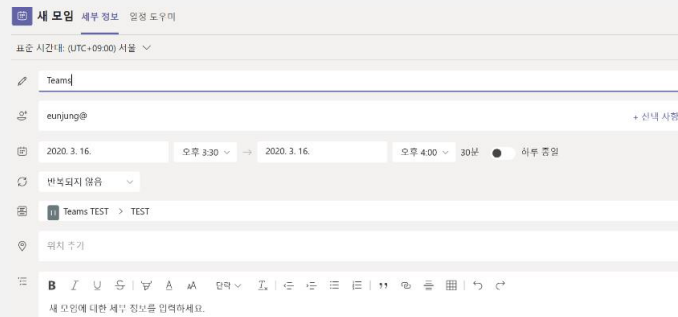 새 모임 세부 정보 일정 도우미
표준 시간대: (UTC+09:00) 서울
Teams
eunjung@ + 선택 사항
2020. 3. 16. 오후 3:30 → 2020. 3. 16. 오후 4:00 30분 하루 종일
반복되지 않음
Teams TEST > TEST
위치 추가
B I U S A AA 단락 Tx
새 모임에 대한 세부 정보를 입력하세요.